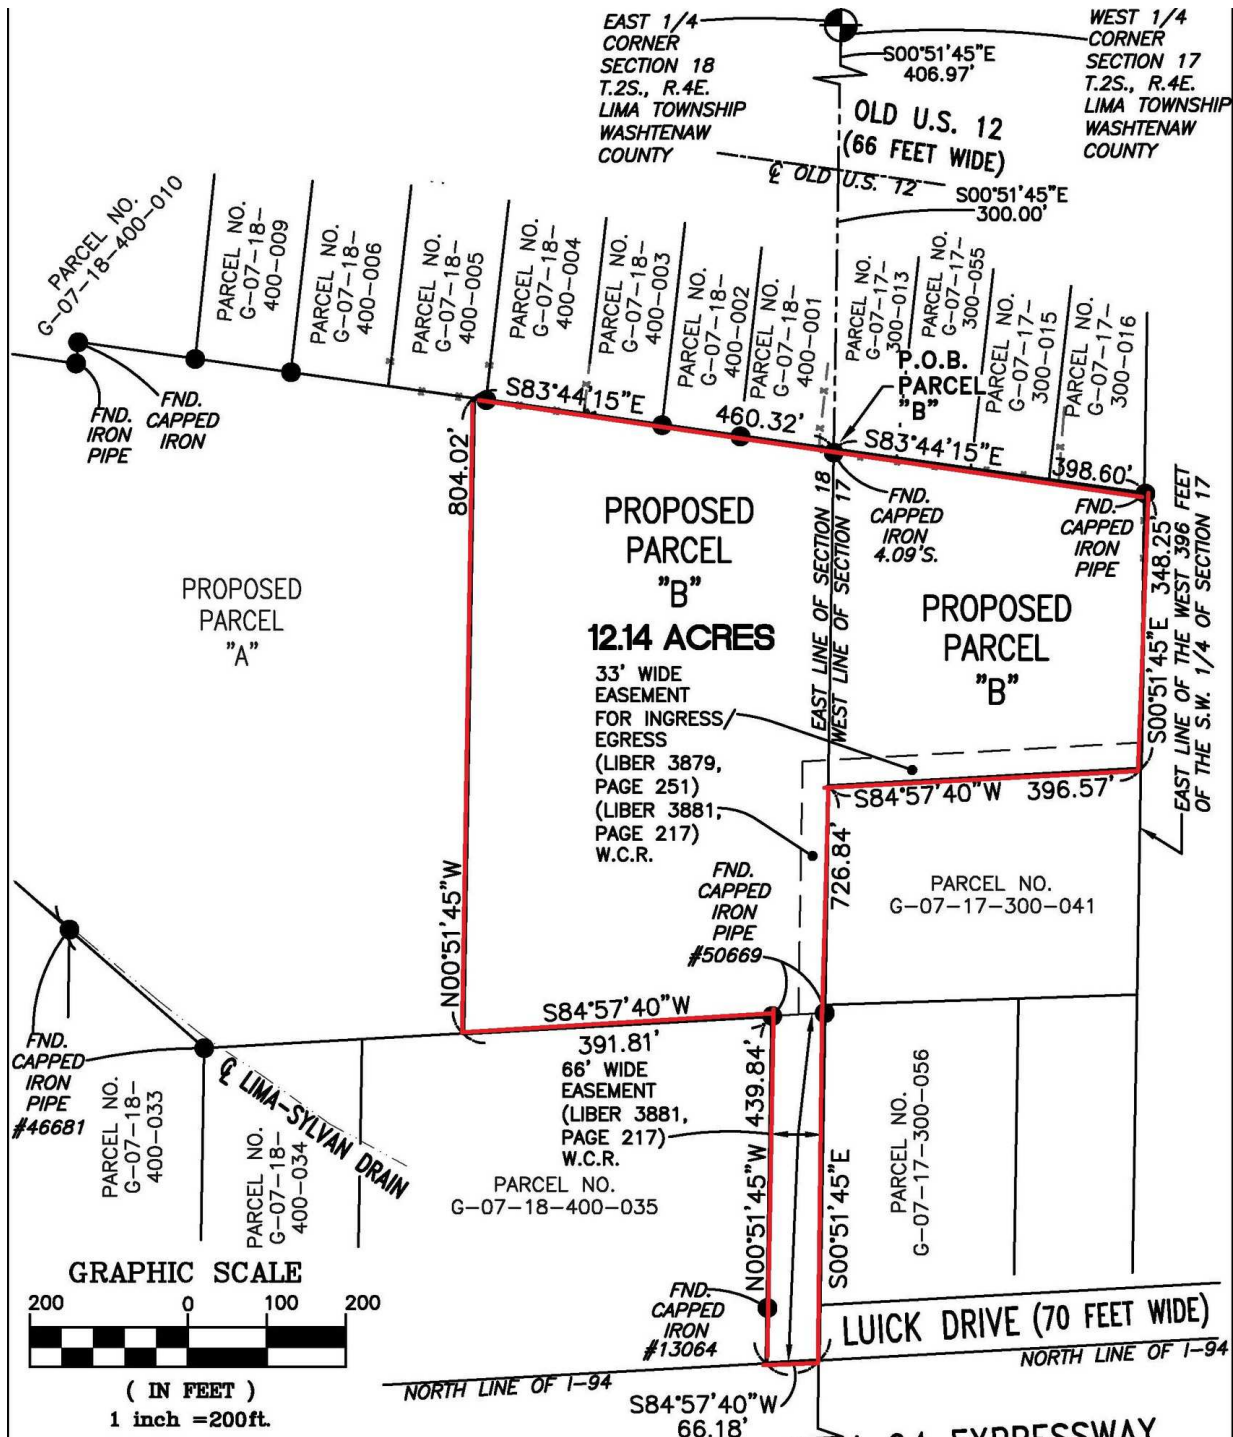 EAST 1/4
CORNER
SECTION 18
T.2S., R.4E.
LIMA TOWNSHIP
WASHTENAW
COUNTY
WEST 1/4
CORNER
SECTION 17
T.2S., R.4E.
LIMA TOWNSHIP
WASHTENAW
COUNTY
S00°51'45"E
406.97'
OLD U.S. 12
(66 FEET WIDE)
℄ OLD U.S. 12
S00°51'45"E
300.00'
PARCEL NO.
G-07-18-400-010
PARCEL NO.
G-07-18-
400-009
PARCEL NO.
G-07-18-
400-006
PARCEL NO.
G-07-18-
400-005
PARCEL NO.
G-07-18-
400-004
PARCEL NO.
G-07-18-
400-003
PARCEL NO.
G-07-18-
400-002
PARCEL NO.
G-07-18-
400-001
PARCEL NO.
G-07-17-
300-013
PARCEL NO.
G-07-17-
300-055
PARCEL NO.
G-07-17-
300-015
PARCEL NO.
G-07-17-
300-016
P.O.B.
PARCEL
"B"
FND.
IRON
PIPE
FND.
CAPPED
IRON
S83°44'15"E
460.32'
S83°44'15"E
398.60'
804.02'
FND.
CAPPED
IRON
4.09'S.
FND.
CAPPED
IRON
PIPE
PROPOSED
PARCEL
"A"
PROPOSED
PARCEL
"B"
12.14 ACRES
PROPOSED
PARCEL
"B"
EAST LINE OF SECTION 18
WEST LINE OF SECTION 17
S00°51'45"E 348.25'
EAST LINE OF THE WEST 396 FEET
OF THE S.W. 1/4 OF SECTION 17
33' WIDE
EASEMENT
FOR INGRESS/
EGRESS
(LIBER 3879,
PAGE 251)
(LIBER 3881,
PAGE 217)
W.C.R.
S84°57'40"W 396.57'
726.84'
PARCEL NO.
G-07-17-300-041
FND.
CAPPED
IRON
PIPE
#50669
N00°51'45"W
S84°57'40"W
391.81'
66' WIDE
EASEMENT
(LIBER 3881,
PAGE 217)
W.C.R.
N00°51'45"W 439.84'
S00°51'45"E
PARCEL NO.
G-07-17-300-056
FND.
CAPPED
IRON
PIPE
#46681
℄ LIMA-SYLVAN DRAIN
PARCEL NO.
G-07-18-
400-033
PARCEL NO.
G-07-18-
400-034
PARCEL NO.
G-07-18-400-035
FND.
CAPPED
IRON
#13064
LUICK DRIVE (70 FEET WIDE)
NORTH LINE OF I-94
NORTH LINE OF I-94
S84°57'40"W
66.18'
GRAPHIC SCALE
200 0 100 200
( IN FEET )
1 inch =200ft.
EXPRESSWAY